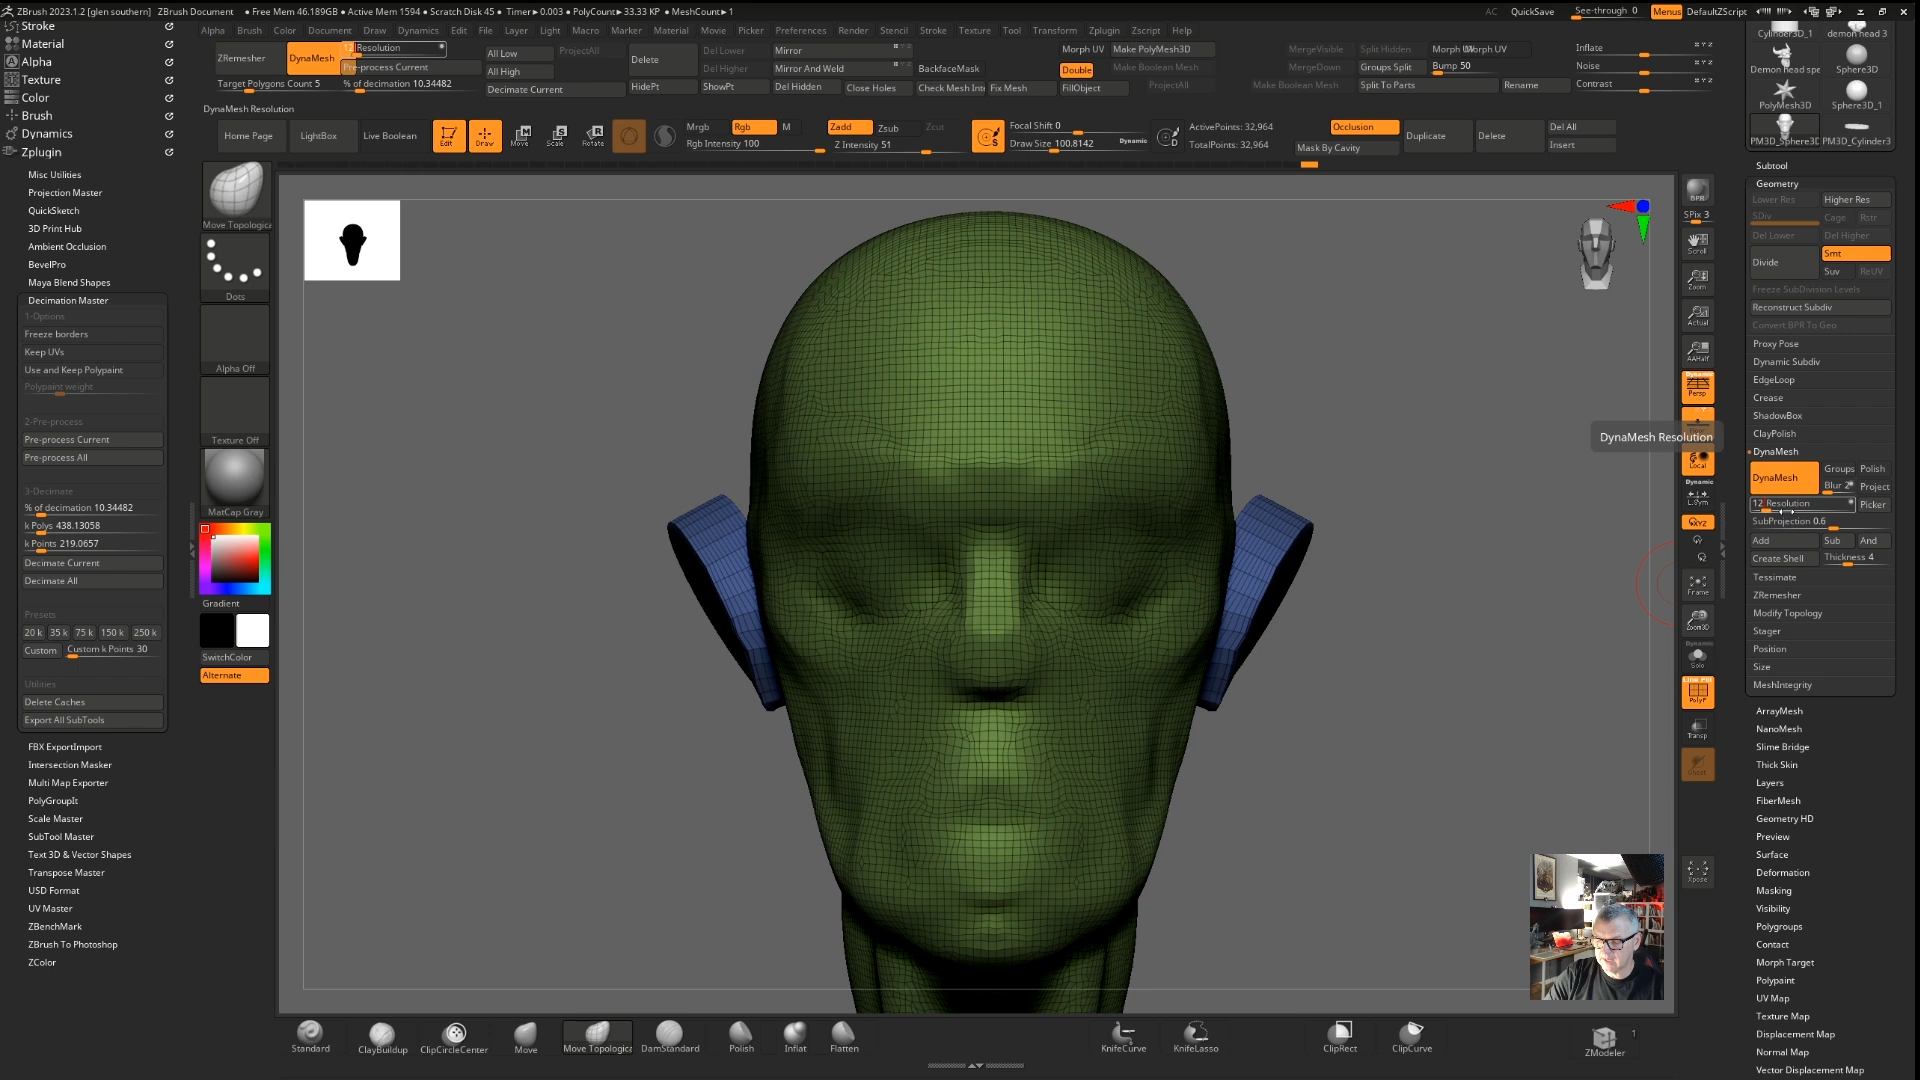 ZBrush 2023.1.2 [glen southern] ZBrush Document ● Free Mem 46.189GB ● Active Mem 1594 ● Scratch Disk 45 ● Timer ▸ 0.003 ● PolyCount ▸ 33.33 KP ● MeshCount ▸ 1 AC QuickSave See-through 0 Menus DefaultZScript
Alpha Brush Color Document Draw Dynamics Edit File Layer Light Macro Marker Material Movie Picker Preferences Render Stencil Stroke Texture Tool Transform Zplugin Zscript Help
Stroke
Material
Alpha
Texture
Color
Brush
Dynamics
Zplugin
Misc Utilities
Projection Master
QuickSketch
3D Print Hub
Ambient Occlusion
BevelPro
Maya Blend Shapes
Decimation Master
1-Options
Freeze borders
Keep UVs
Use and Keep Polypaint
Polypaint weight
2-Pre-process
Pre-process Current
Pre-process All
3-Decimate
% of decimation 10.34482
k Polys 438.13058
k Points 219.0657
Decimate Current
Decimate All
Presets
20 k 35 k 75 k 150 k 250 k
Custom Custom k Points 30
Utilities
Delete Caches
Export All SubTools
FBX ExportImport
Intersection Master
Multi Map Exporter
PolyGroupIt
Scale Master
SubTool Master
Text 3D & Vector Shapes
Transpose Master
USD Format
UV Master
ZBenchMark
ZBrush To Photoshop
ZColor
ZRemesher DynaMesh 12 Resolution
Pre-process Current
Target Polygons Count 5 % of decimation 10.34482
All Low ProjectAll
All High
Decimate Current
Delete
HidePt
Del Lower Mirror
Del Higher Mirror And Weld
ShowPt Del Hidden Close Holes
BackfaceMask
Check Mesh Int Fix Mesh
Morph UV Make PolyMesh3D
Double Make Boolean Mesh
FillObject ProjectAll
MergeVisible Split Hidden
MergeDown Groups Split
Make Boolean Mesh Split To Parts
Morph UV
Bump 50
Rename
Inflate
Noise
Contrast
DynaMesh Resolution
Home Page LightBox Live Boolean
Edit Draw Move Scale Rotate
Mrgb Rgb M
Rgb Intensity 100
Zadd Zsub Zcut
Z Intensity 51
Focal Shift 0
Draw Size 100.8142 Dynamic
ActivePoints: 32,964
TotalPoints: 32,964
Occlusion
Mask By Cavity
Duplicate Delete Del All
Insert
Move Topologica
Dots
Alpha Off
Texture Off
MatCap Gray
Gradient
SwitchColor
Alternate
BPR
SPix 3
Scroll
Zoom
Actual
AAHalf
Dynamic
Persp
Local
Dynamic
L.Sym
XYZ
Frame
Zoom3D
Dynamic
Solo
PolyF
Transp
Ghost
Xpose
DynaMesh Resolution
Cylinder3D_1 demon head 3
Demon head spe Sphere3D
PolyMesh3D Sphere3D_1
PM3D_Sphere3D PM3D_Cylinder3
Subtool
Geometry
Lower Res Higher Res
SDiv Cage Rstr
Del Lower Del Higher
Divide Smt
Suv ReUV
Freeze SubDivision Levels
Reconstruct Subdiv
Convert BPR To Geo
Proxy Pose
Dynamic Subdiv
EdgeLoop
Crease
ShadowBox
ClayPolish
DynaMesh
DynaMesh Groups Polish
Blur 2 Project
12 Resolution Picker
SubProjection 0.6
Add Sub And
Create Shell Thickness 4
Tessimate
ZRemesher
Modify Topology
Stager
Position
Size
MeshIntegrity
ArrayMesh
NanoMesh
Slime Bridge
Thick Skin
Layers
FiberMesh
Geometry HD
Preview
Surface
Deformation
Masking
Visibility
Polygroups
Contact
Morph Target
Polypaint
UV Map
Texture Map
Displacement Map
Normal Map
Vector Displacement Map
Standard ClayBuildup ClipCircleCenter Move Move Topologica DamStandard Polish Inflat Flatten KnifeCurve KnifeLasso ClipRect ClipCurve ZModeler 1